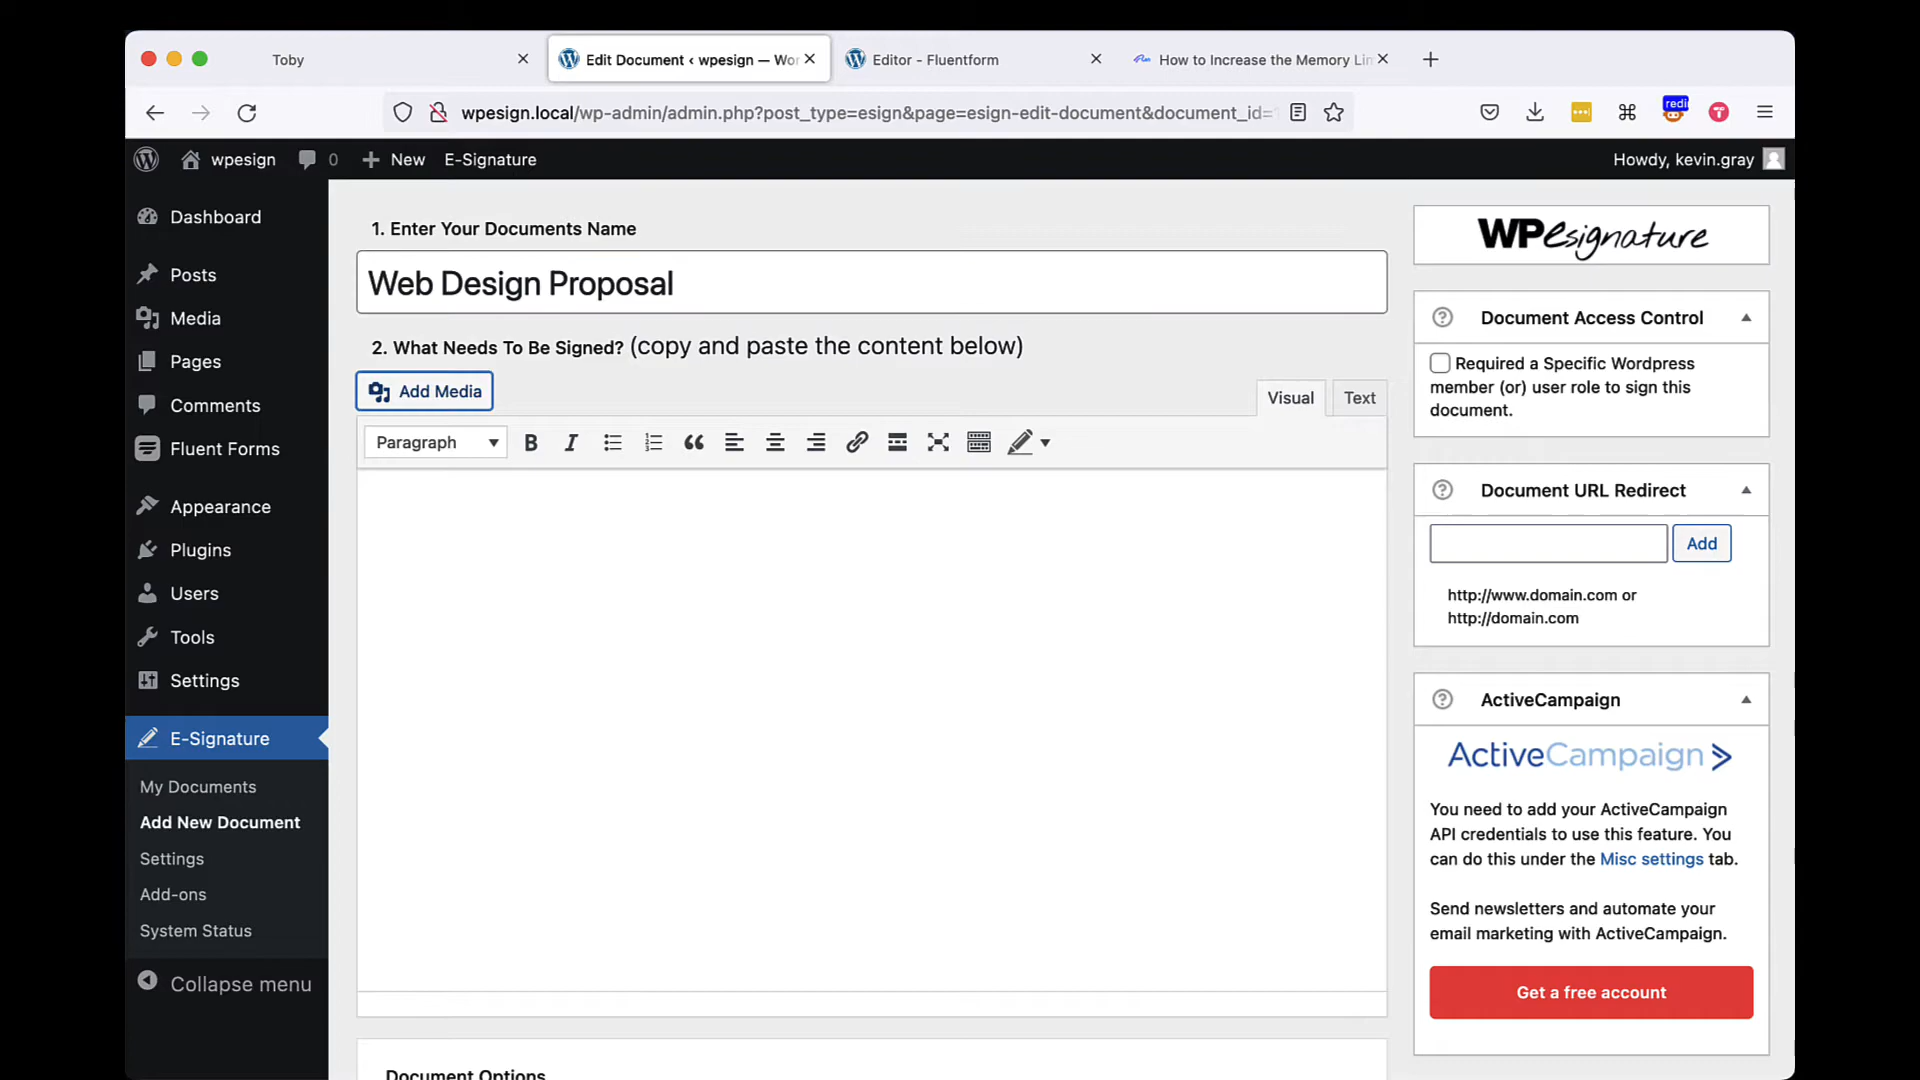 Toby
Edit Document ‹ wpesign — Wor
Editor - Fluentform
How to Increase the Memory Lim
wpesign.local/wp-admin/admin.php?post_type=esign&page=esign-edit-document&document_id=
redi
T
wpesign
0
New
E-Signature
Howdy, kevin.gray
Dashboard
Posts
Media
Pages
Comments
Fluent Forms
Appearance
Plugins
Users
Tools
Settings
E-Signature
My Documents
Add New Document
Settings
Add-ons
System Status
Collapse menu
1. Enter Your Documents Name
Web Design Proposal
2. What Needs To Be Signed? (copy and paste the content below)
Add Media
Visual
Text
Paragraph
Document Options
WPesignature
Document Access Control
Required a Specific Wordpress
member (or) user role to sign this
document.
Document URL Redirect
Add
http://www.domain.com or
http://domain.com
ActiveCampaign
ActiveCampaign
You need to add your ActiveCampaign
API credentials to use this feature. You
can do this under the Misc settings tab.
Send newsletters and automate your
email marketing with ActiveCampaign.
Get a free account